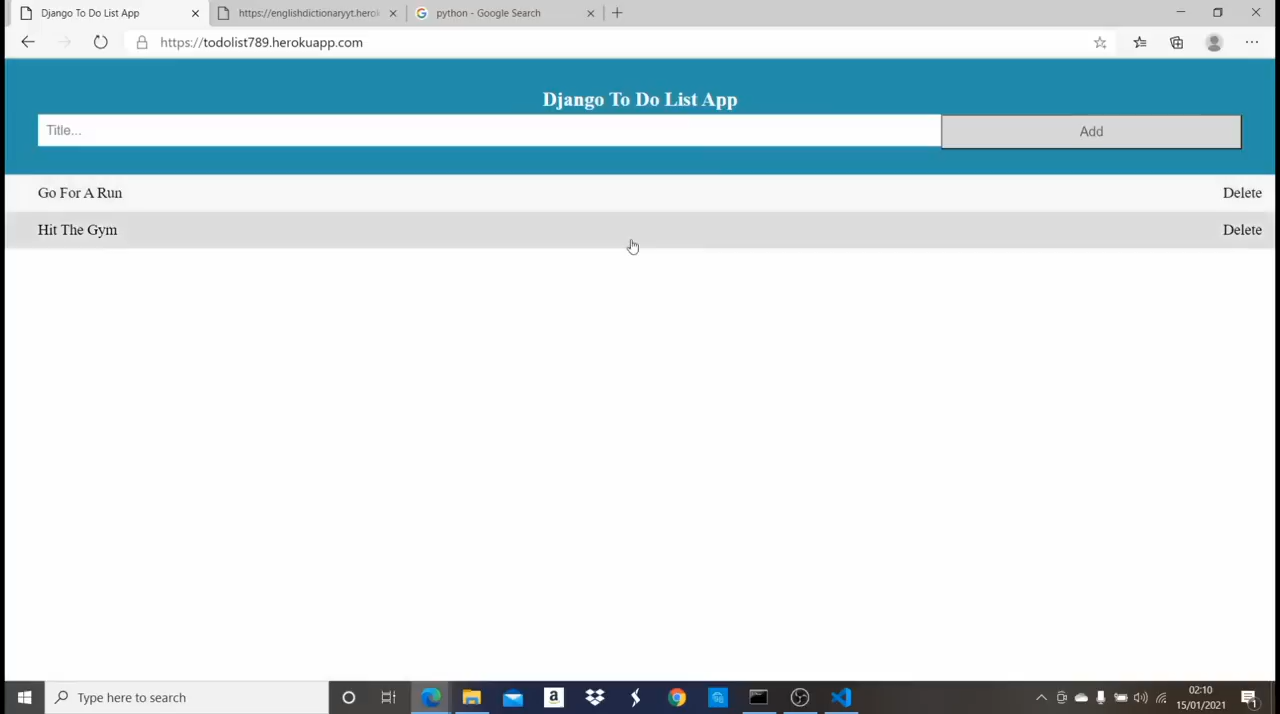 Django To Do List App
https://englishdictionaryyt.herok
python - Google Search
https://todolist789.herokuapp.com
Django To Do List App
Title...
Add
Go For A Run
Delete
Hit The Gym
Delete
Type here to search
02:10
15/01/2021
1